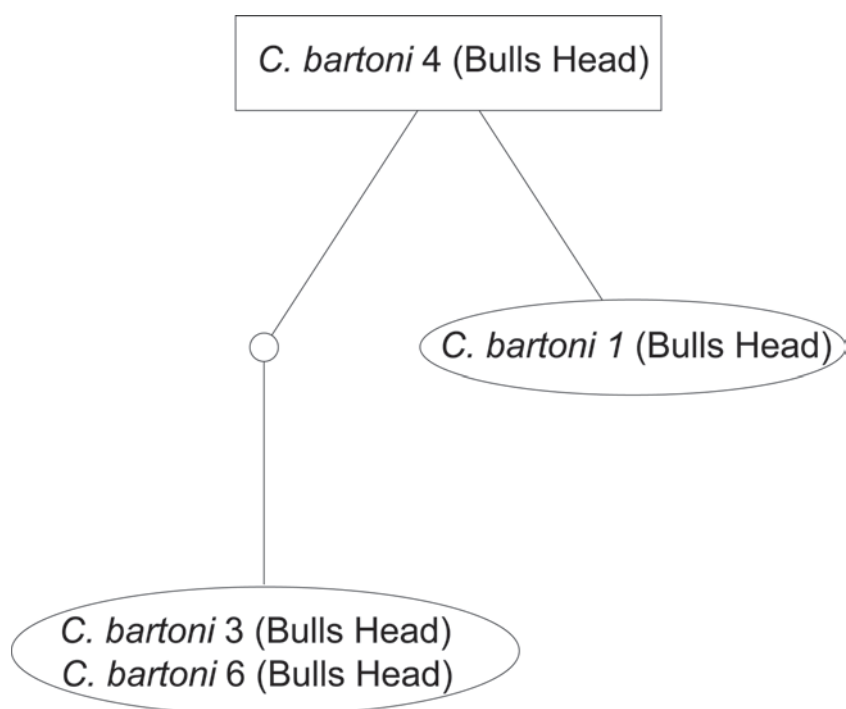 C. bartoni 4 (Bulls Head)
C. bartoni 1 (Bulls Head)
C. bartoni 3 (Bulls Head)
C. bartoni 6 (Bulls Head)